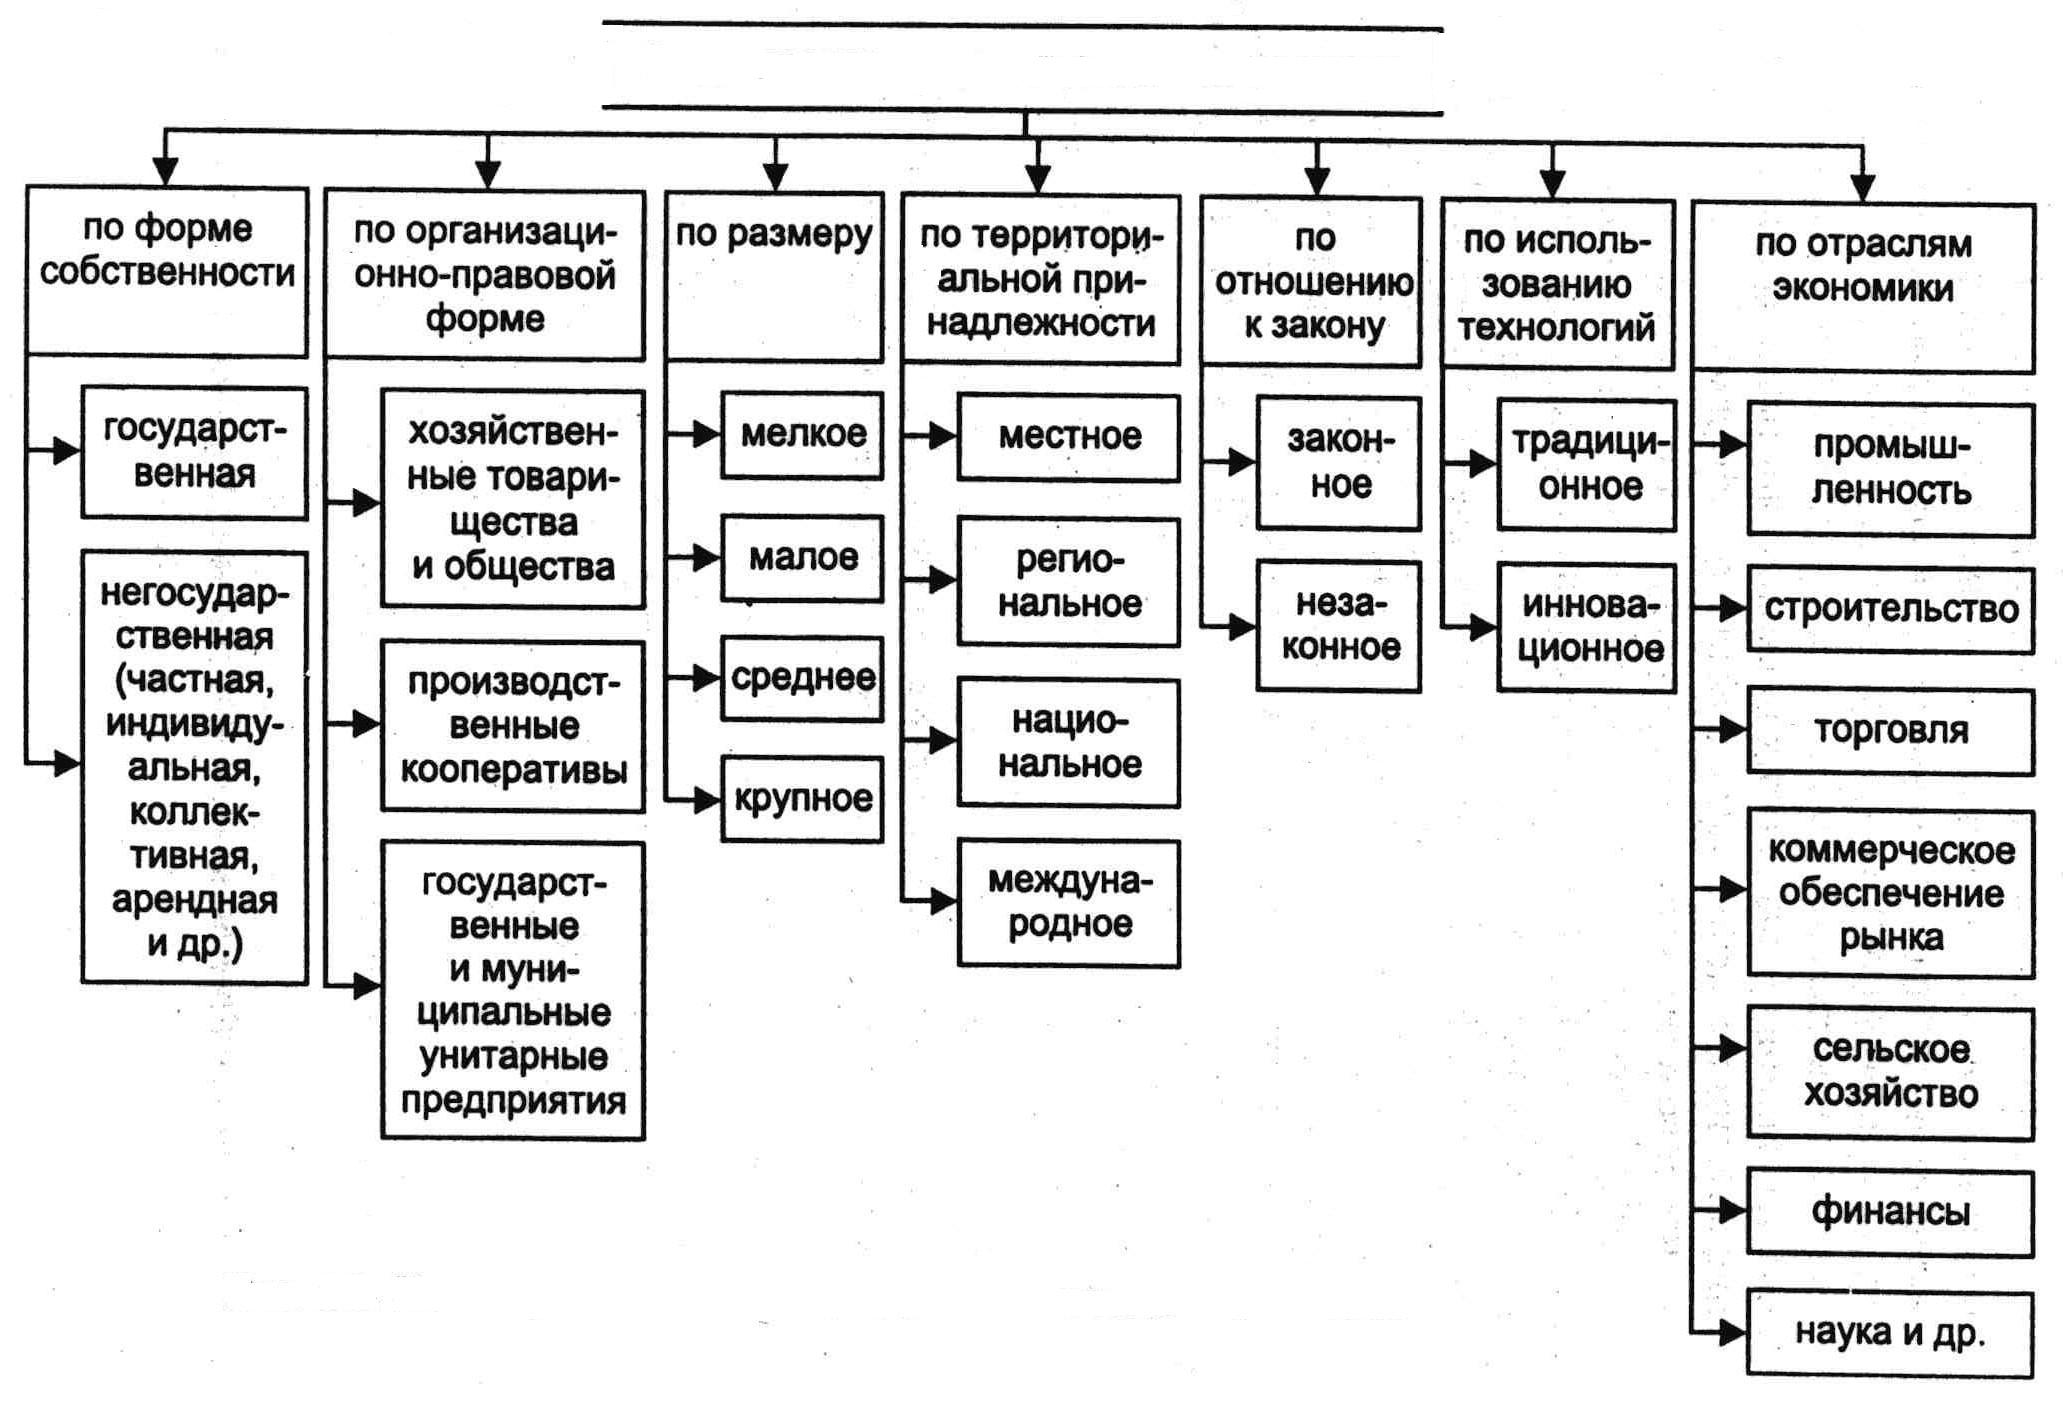 по форме
собственности
государст-
венная
негосудар-
ственная
(частная,
индивиду-
альная,
коллек-
тивная,
арендная
и др.)
по организаци-
онно-правовой
форме
хозяйствен-
ные товари-
щества
и общества
производст-
венные
кооперативы
государст-
венные
и муни-
ципальные
унитарные
предприятия
по размеру
мелкое
малое
среднее
крупное
по территори-
альной при-
надлежности
местное
регио-
нальное
нацио-
нальное
междуна-
родное
по
отношению
к закону
закон-
ное
неза-
конное
по исполь-
зованию
технологий
традици-
онное
иннова-
ционное
по отраслям
экономики
промыш-
ленность
строительство
торговля
коммерческое
обеспечение
рынка
сельское
хозяйство
финансы
наука и др.